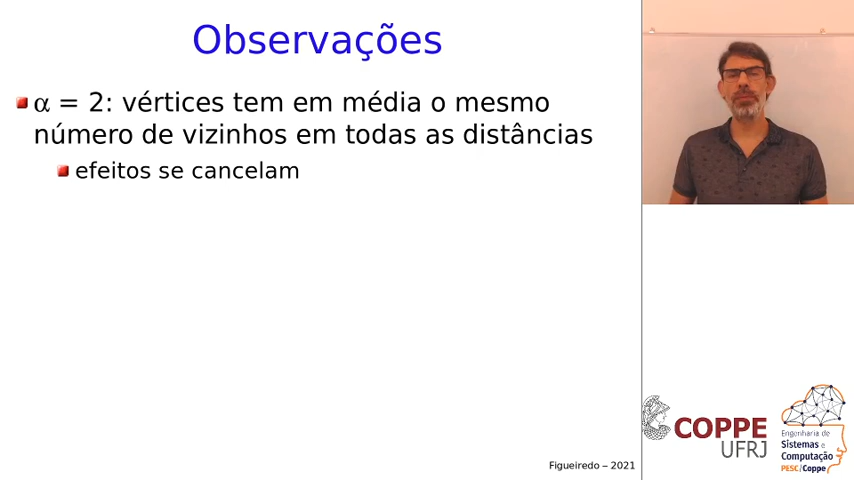 Observações
α = 2: vértices tem em média o mesmo
número de vizinhos em todas as distâncias
efeitos se cancelam
Figueiredo – 2021
COPPE
UFRJ
Engenharia de
Sistemas e
Computação
PESC/Coppe